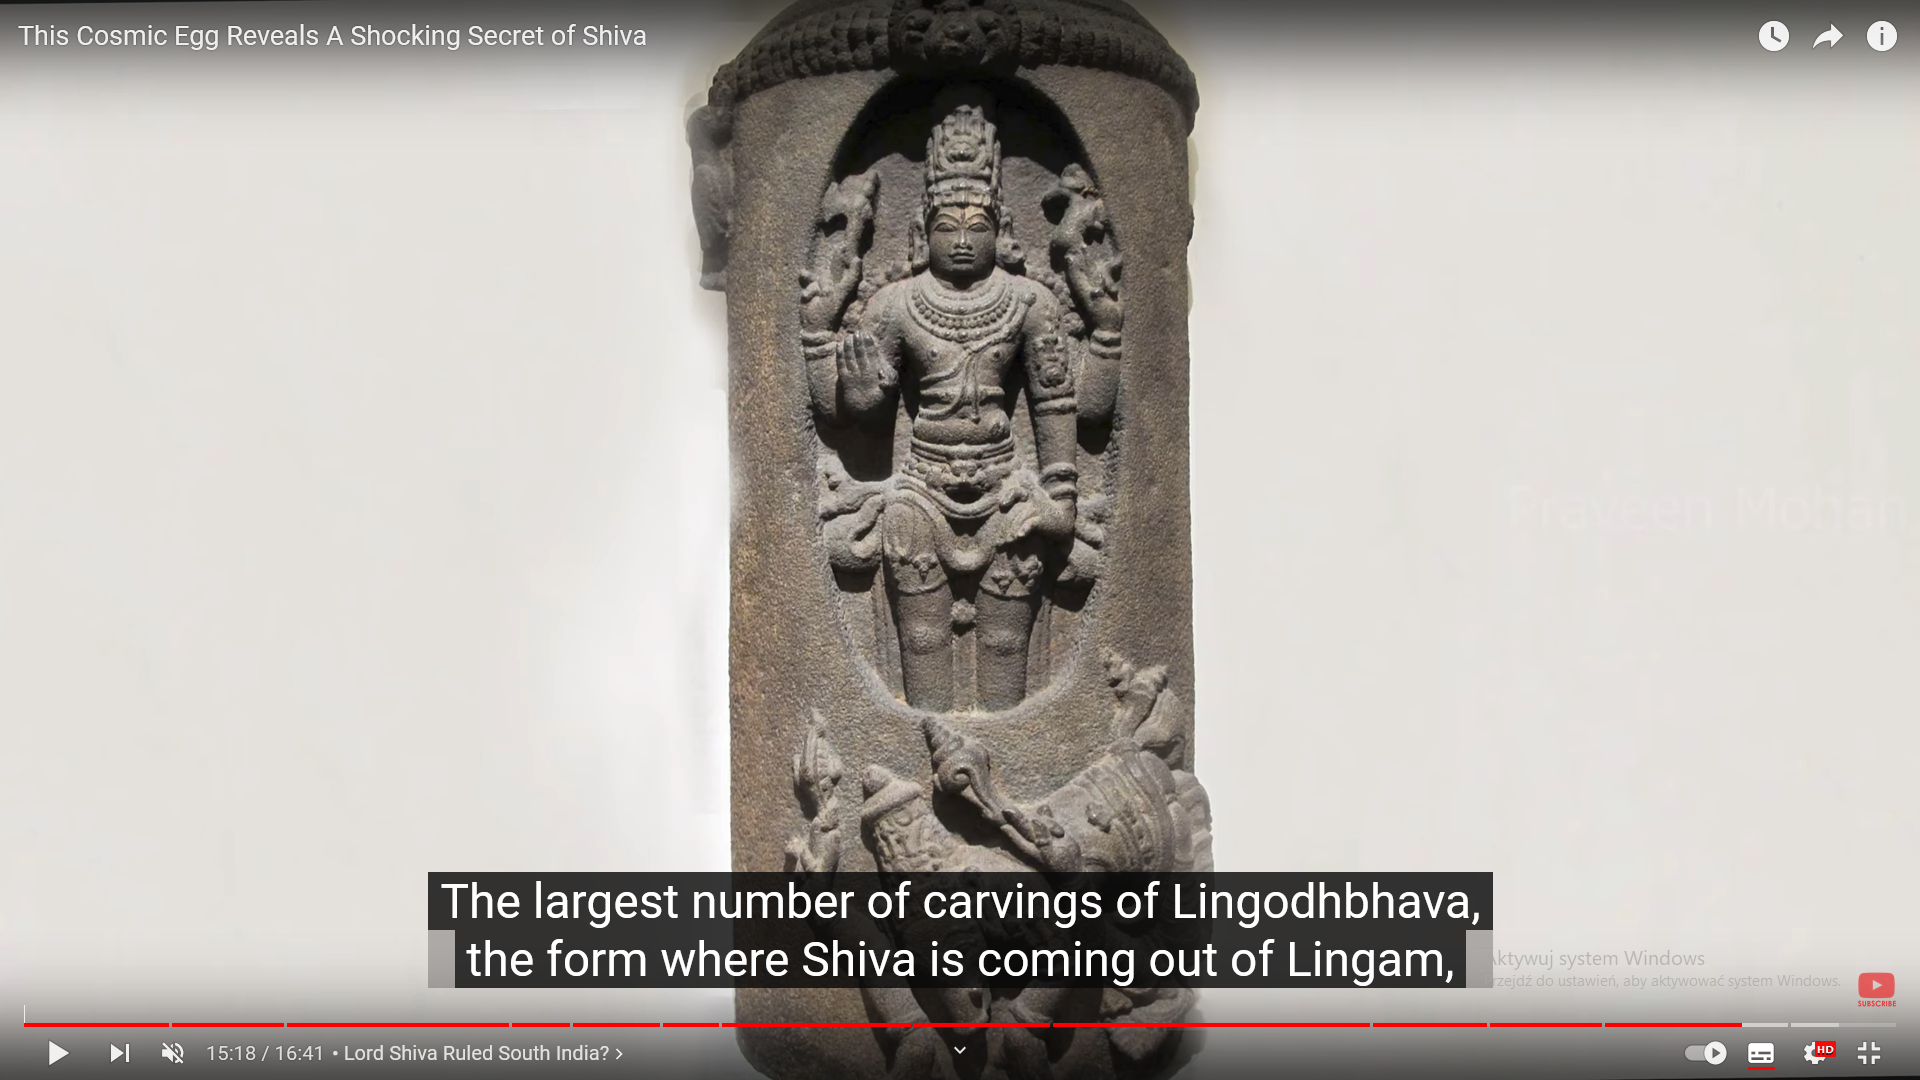 This Cosmic Egg Reveals A Shocking Secret of Shiva
Praveen Mohan
The largest number of carvings of Lingodhbhava,
the form where Shiva is coming out of Lingam,
Aktywuj system Windows
Przejdź do ustawień, aby aktywować system Windows.
SUBSCRIBE
15:18 / 16:41 • Lord Shiva Ruled South India?
HD